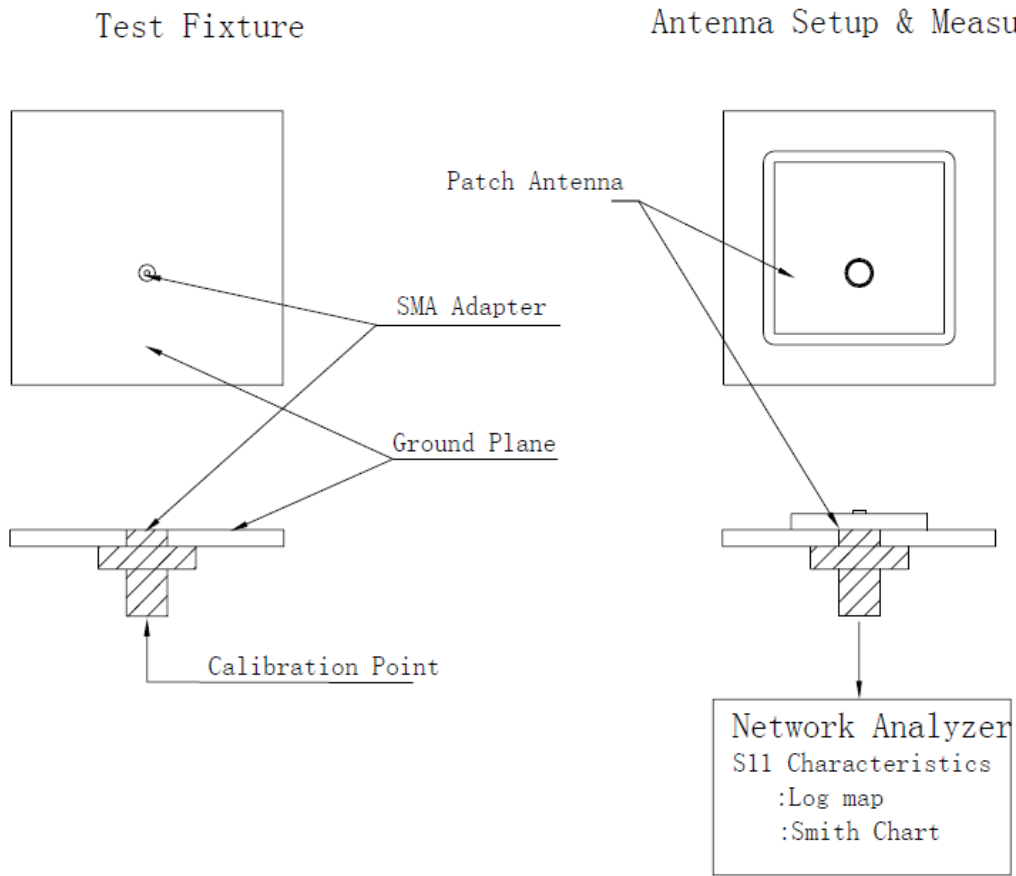 Test Fixture
Antenna Setup & Measu
Patch Antenna
SMA Adapter
Ground Plane
Calibration Point
Network Analyzer
S11 Characteristics
:Log map
:Smith Chart